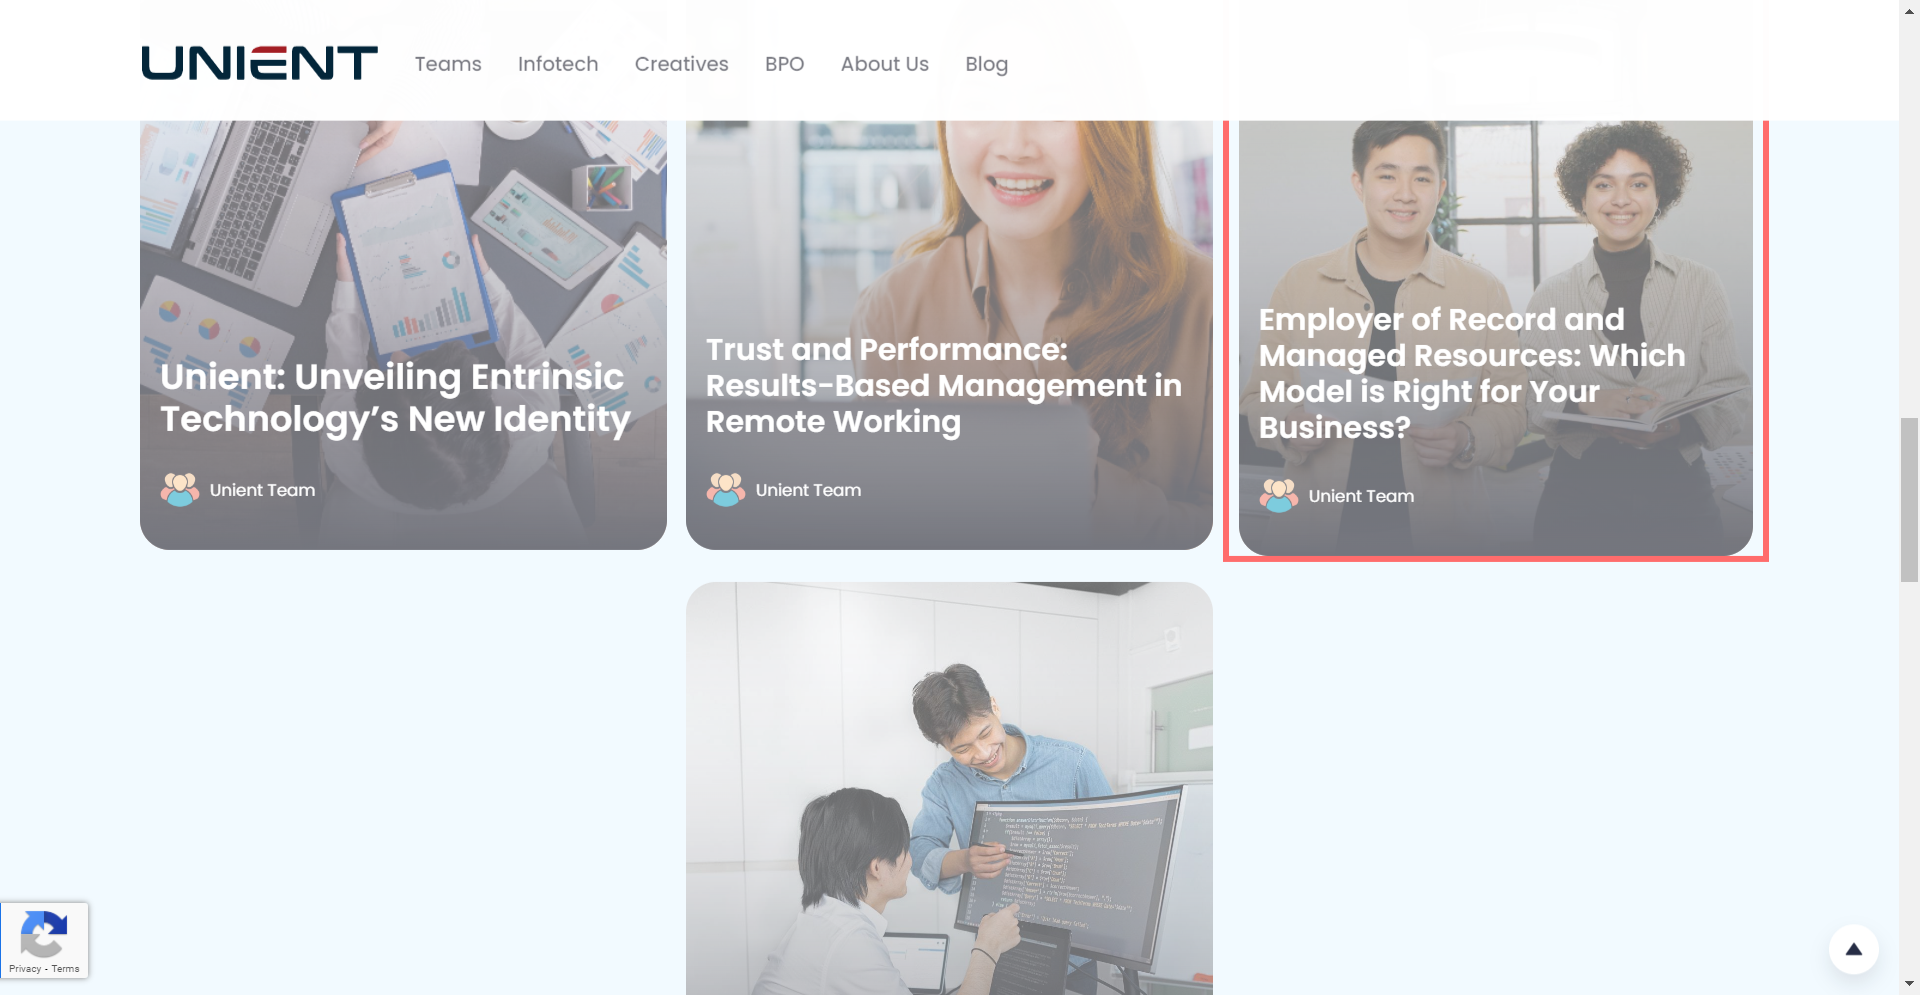 UNIENT
Teams Infotech Creatives BPO About Us Blog
Unient: Unveiling Entrinsic
Technology’s New Identity
Unient Team
Trust and Performance:
Results-Based Management in
Remote Working
Unient Team
Employer of Record and
Managed Resources: Which
Model is Right for Your
Business?
Unient Team
Privacy - Terms